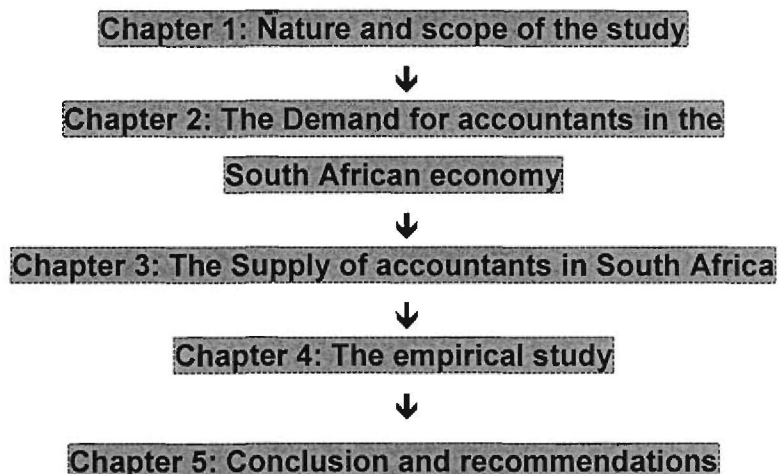 Chapter 1: Nature and scope of the study
Chapter 2: The Demand for accountants in the
South African economy
Chapter 3: The Supply of accountants in South Africa
Chapter 4: The empirical study
Chapter 5: Conclusion and recommendations